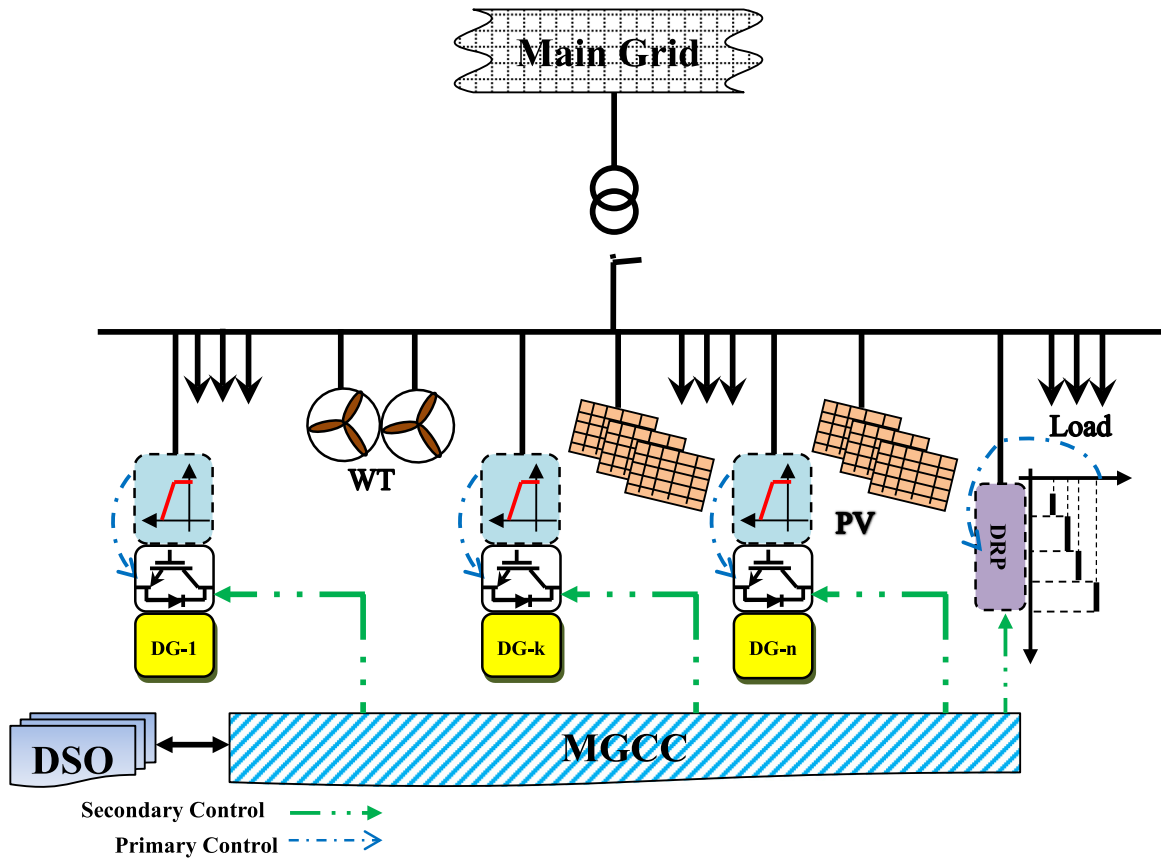 Main Grid
Load
WT
PV
DRP
DG-1
DG-k
DG-n
MGCC
DSO
Secondary Control
Primary Control